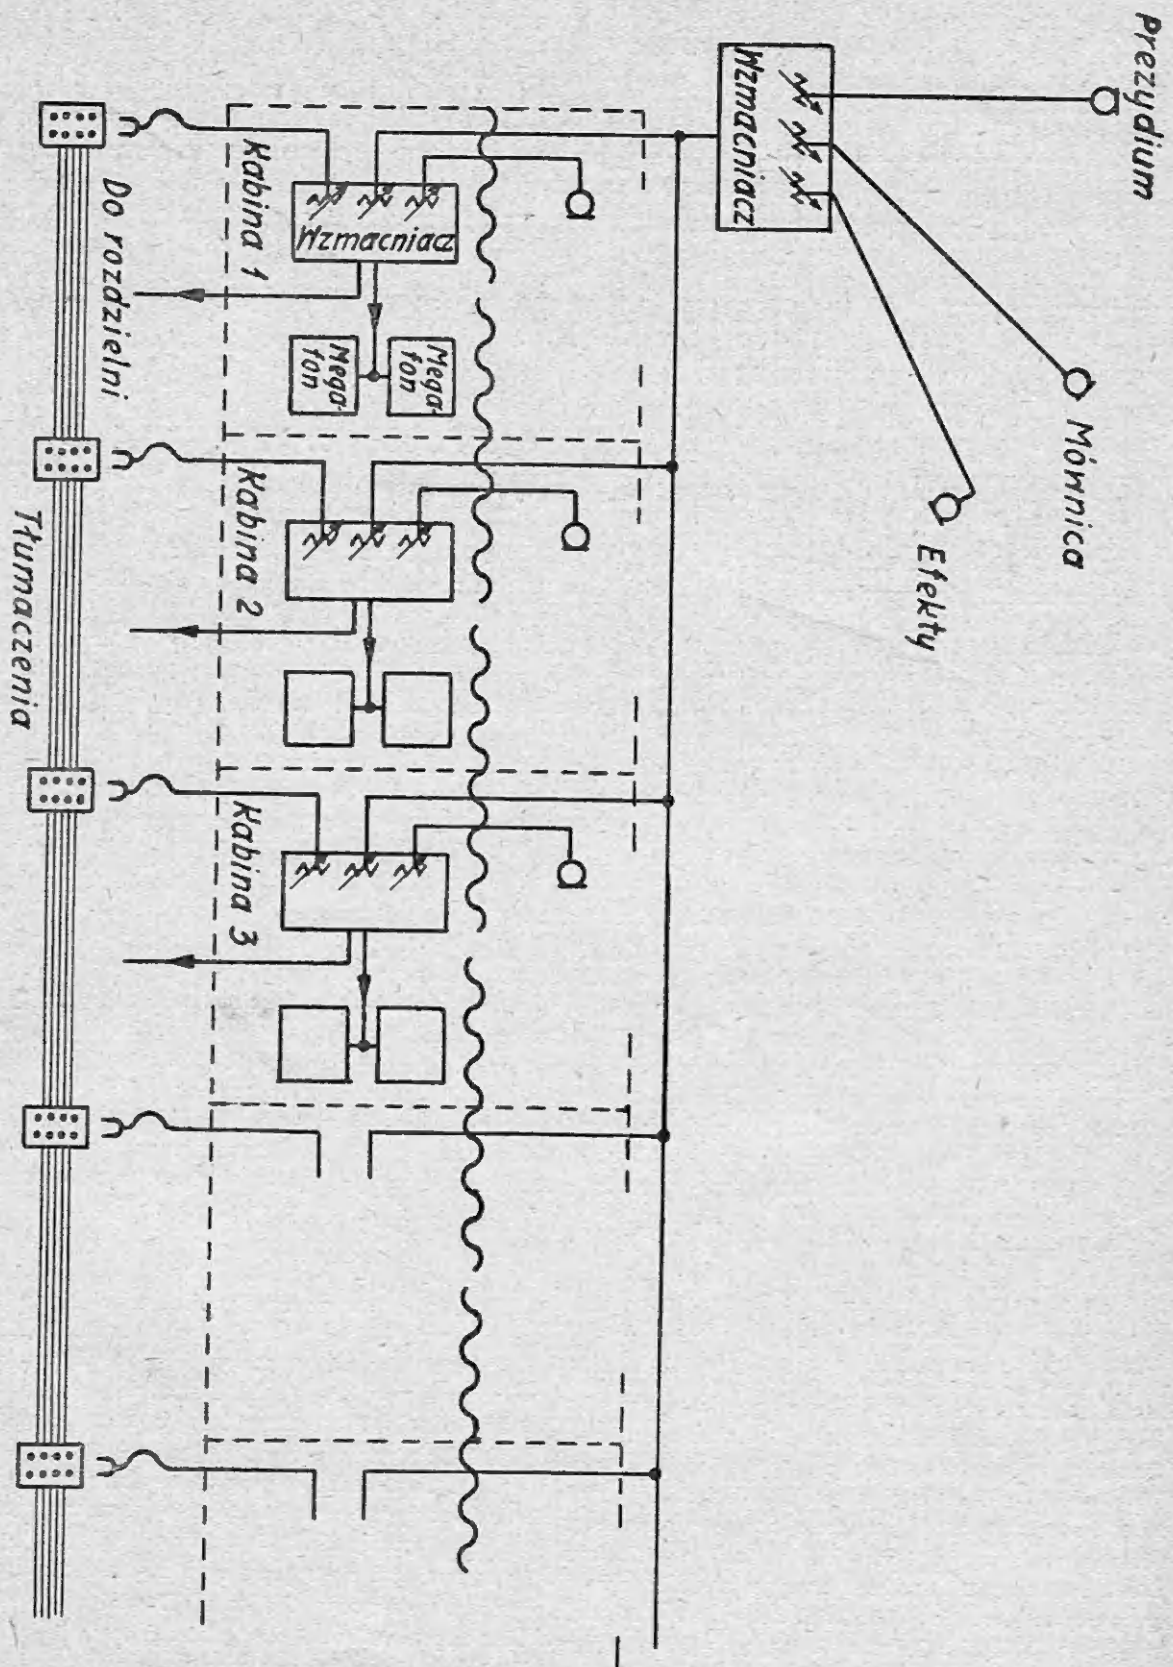 Prezydium
Mównica
Efekty
Wzmacniacz
Wzmacniacz
Mega-
fon
Mega-
fon
Kabina 1
Kabina 2
Kabina 3
Do rozdzielni
Tłumaczenia